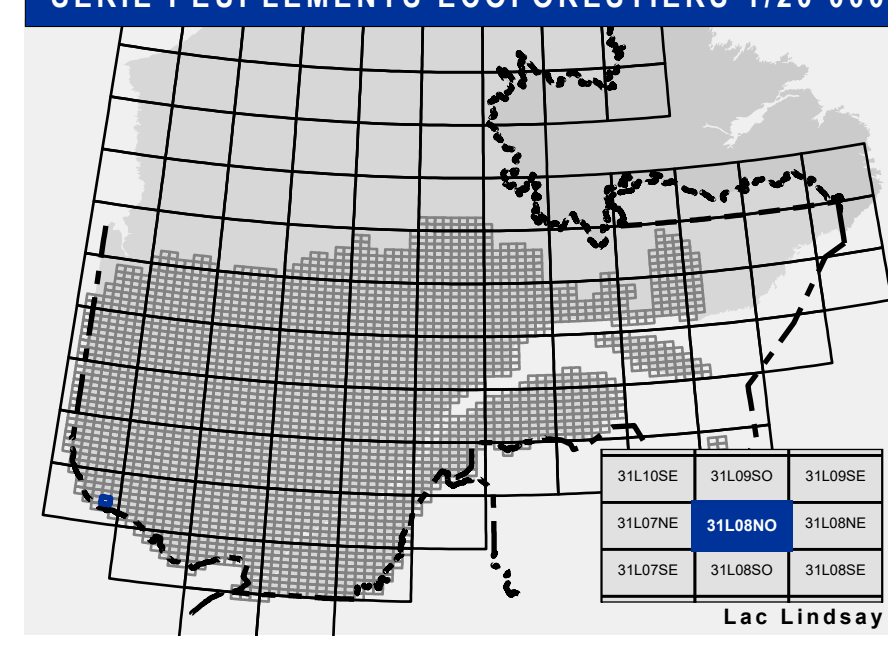 SÉRIE PEUPLEMENTS ÉCOFORESTIERS 1/20 000
31L10SE 31L09SO 31L09SE
31L07NE 31L08NO 31L08NE
31L07SE 31L08SO 31L08SE
Lac Lindsay